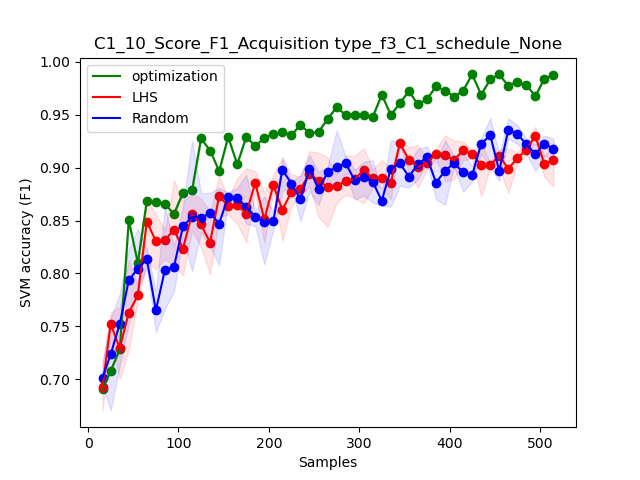 C1_10_Score_F1_Acquisition type_f3_C1_schedule_None
optimization
LHS
Random
SVM accuracy (F1)
1.00
0.95
0.90
0.85
0.80
0.75
0.70
0
100
200
300
400
500
Samples